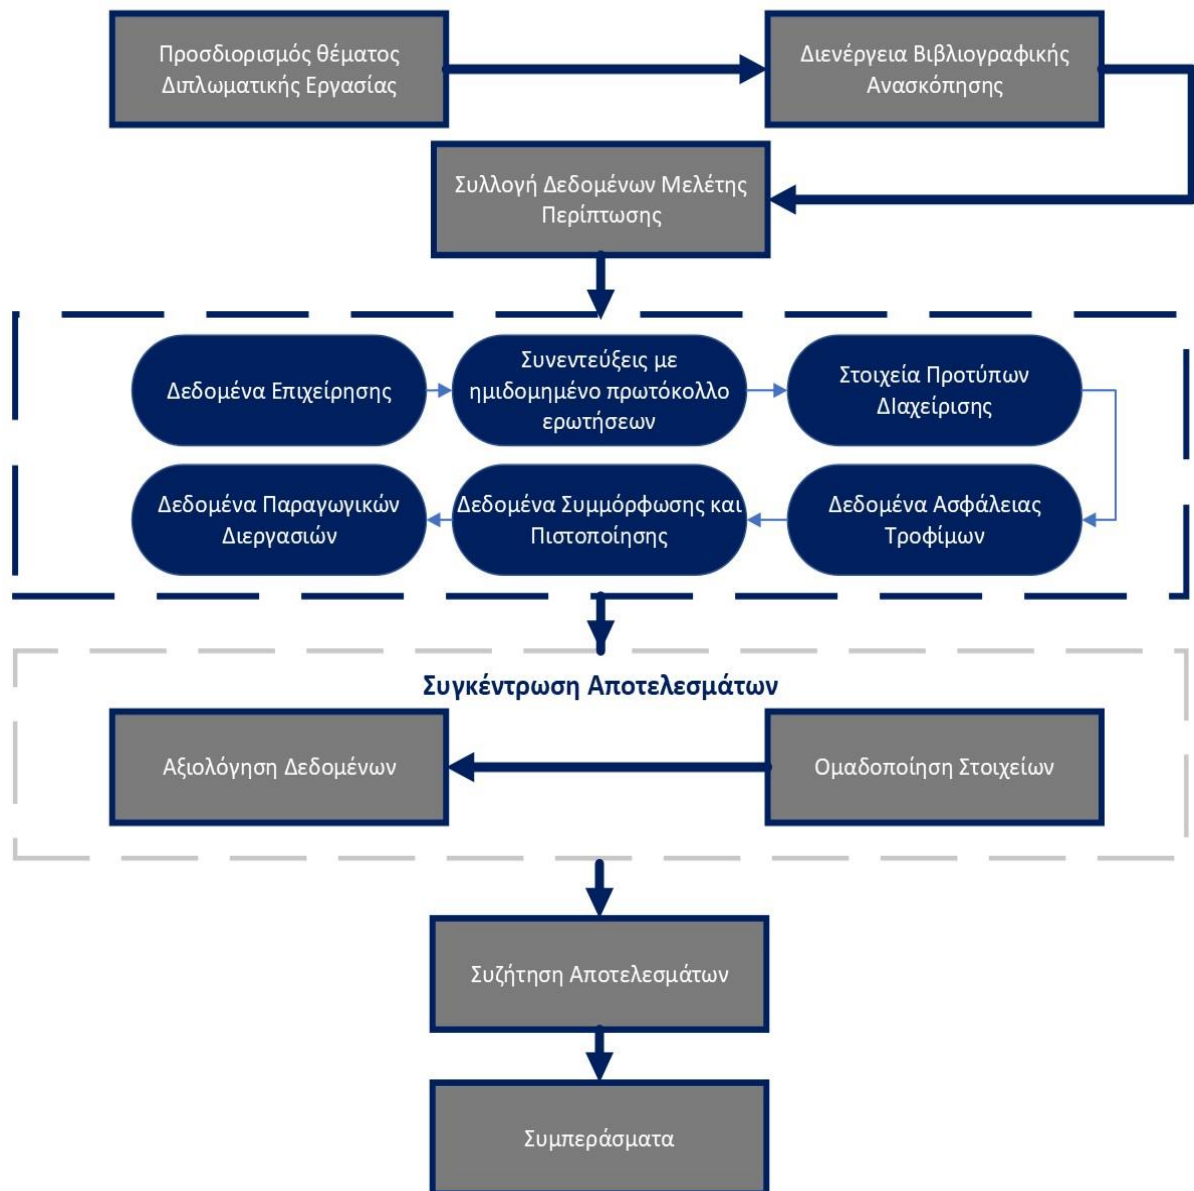 Προσδιορισμός θέματος
Διπλωματικής Εργασίας
Διενέργεια Βιβλιογραφικής
Ανασκόπησης
Συλλογή Δεδομένων Μελέτης
Περίπτωσης
Δεδομένα Επιχείρησης
Συνεντεύξεις με
ημιδομημένο πρωτόκολλο
ερωτήσεων
Στοιχεία Προτύπων
ΔΙαχείρισης
Δεδομένα Παραγωγικών
Διεργασιών
Δεδομένα Συμμόρφωσης και
Πιστοποίησης
Δεδομένα Ασφάλειας
Τροφίμων
Συγκέντρωση Αποτελεσμάτων
Αξιολόγηση Δεδομένων
Ομαδοποίηση Στοιχείων
Συζήτηση Αποτελεσμάτων
Συμπεράσματα